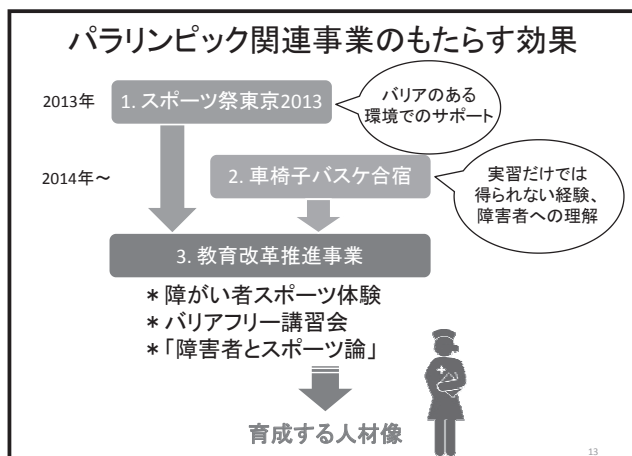 パラリンピック関連事業のもたらす効果
2013年
1. スポーツ祭東京2013
バリアのある
環境でのサポート
2014年～
2. 車椅子バスケ合宿
実習だけでは
得られない経験、
障害者への理解
3. 教育改革推進事業
＊障がい者スポーツ体験
＊バリアフリー講習会
＊「障害者とスポーツ論」
育成する人材像
13